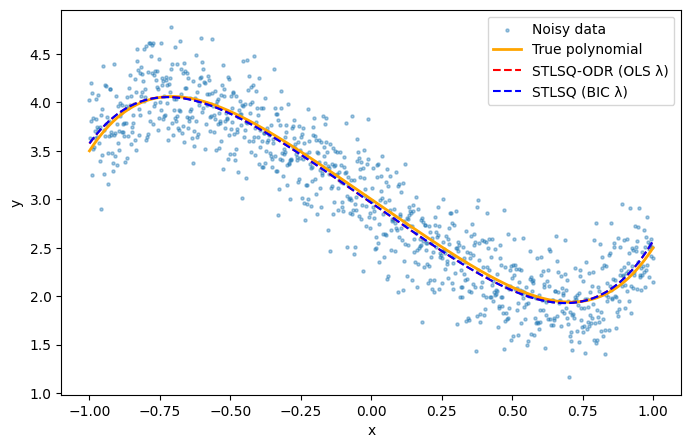 Noisy data
True polynomial
STLSQ-ODR (OLS λ)
STLSQ (BIC λ)
y
4.5
4.0
3.5
3.0
2.5
2.0
1.5
1.0
−1.00 −0.75 −0.50 −0.25 0.00 0.25 0.50 0.75 1.00
x